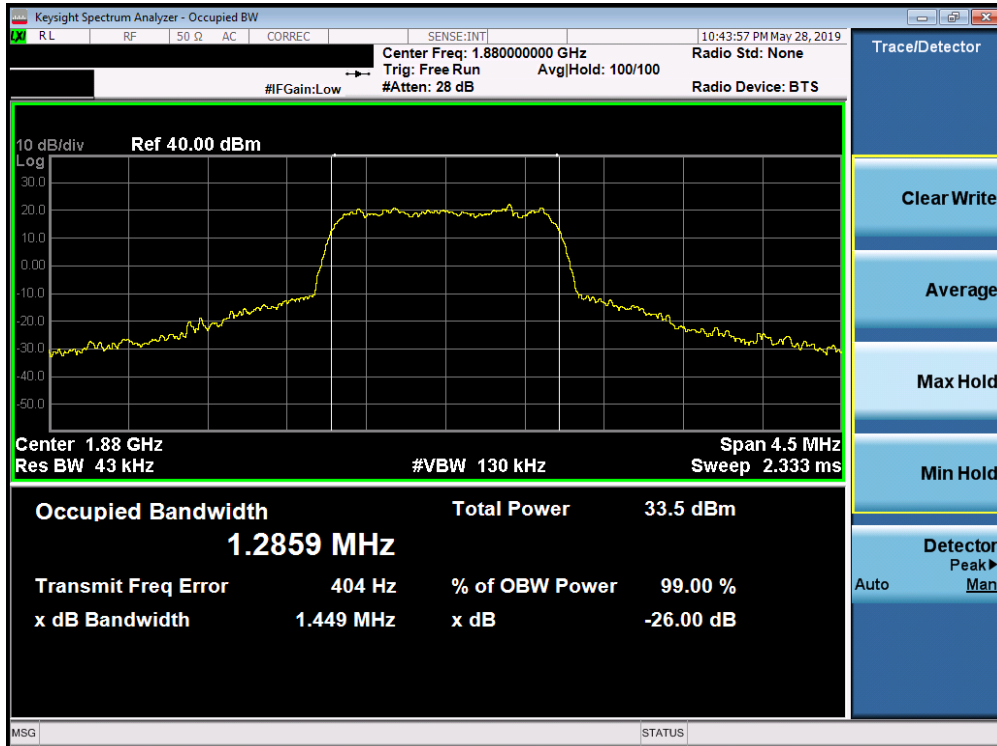 Keysight Spectrum Analyzer - Occupied BW
LXI RL RF 50 Ω AC CORREC SENSE:INT 10:43:57 PM May 28, 2019
Center Freq: 1.880000000 GHz Radio Std: None
Trig: Free Run Avg|Hold: 100/100
#IFGain:Low #Atten: 28 dB Radio Device: BTS
Trace/Detector
10 dB/div Ref 40.00 dBm
Log
30.0
20.0
10.0
0.00
-10.0
-20.0
-30.0
-40.0
-50.0
Center 1.88 GHz Span 4.5 MHz
Res BW 43 kHz #VBW 130 kHz Sweep 2.333 ms
Occupied Bandwidth Total Power 33.5 dBm
1.2859 MHz
Transmit Freq Error 404 Hz % of OBW Power 99.00 %
x dB Bandwidth 1.449 MHz x dB -26.00 dB
Clear Write
Average
Max Hold
Min Hold
Detector
Peak▶
Auto Man
MSG STATUS